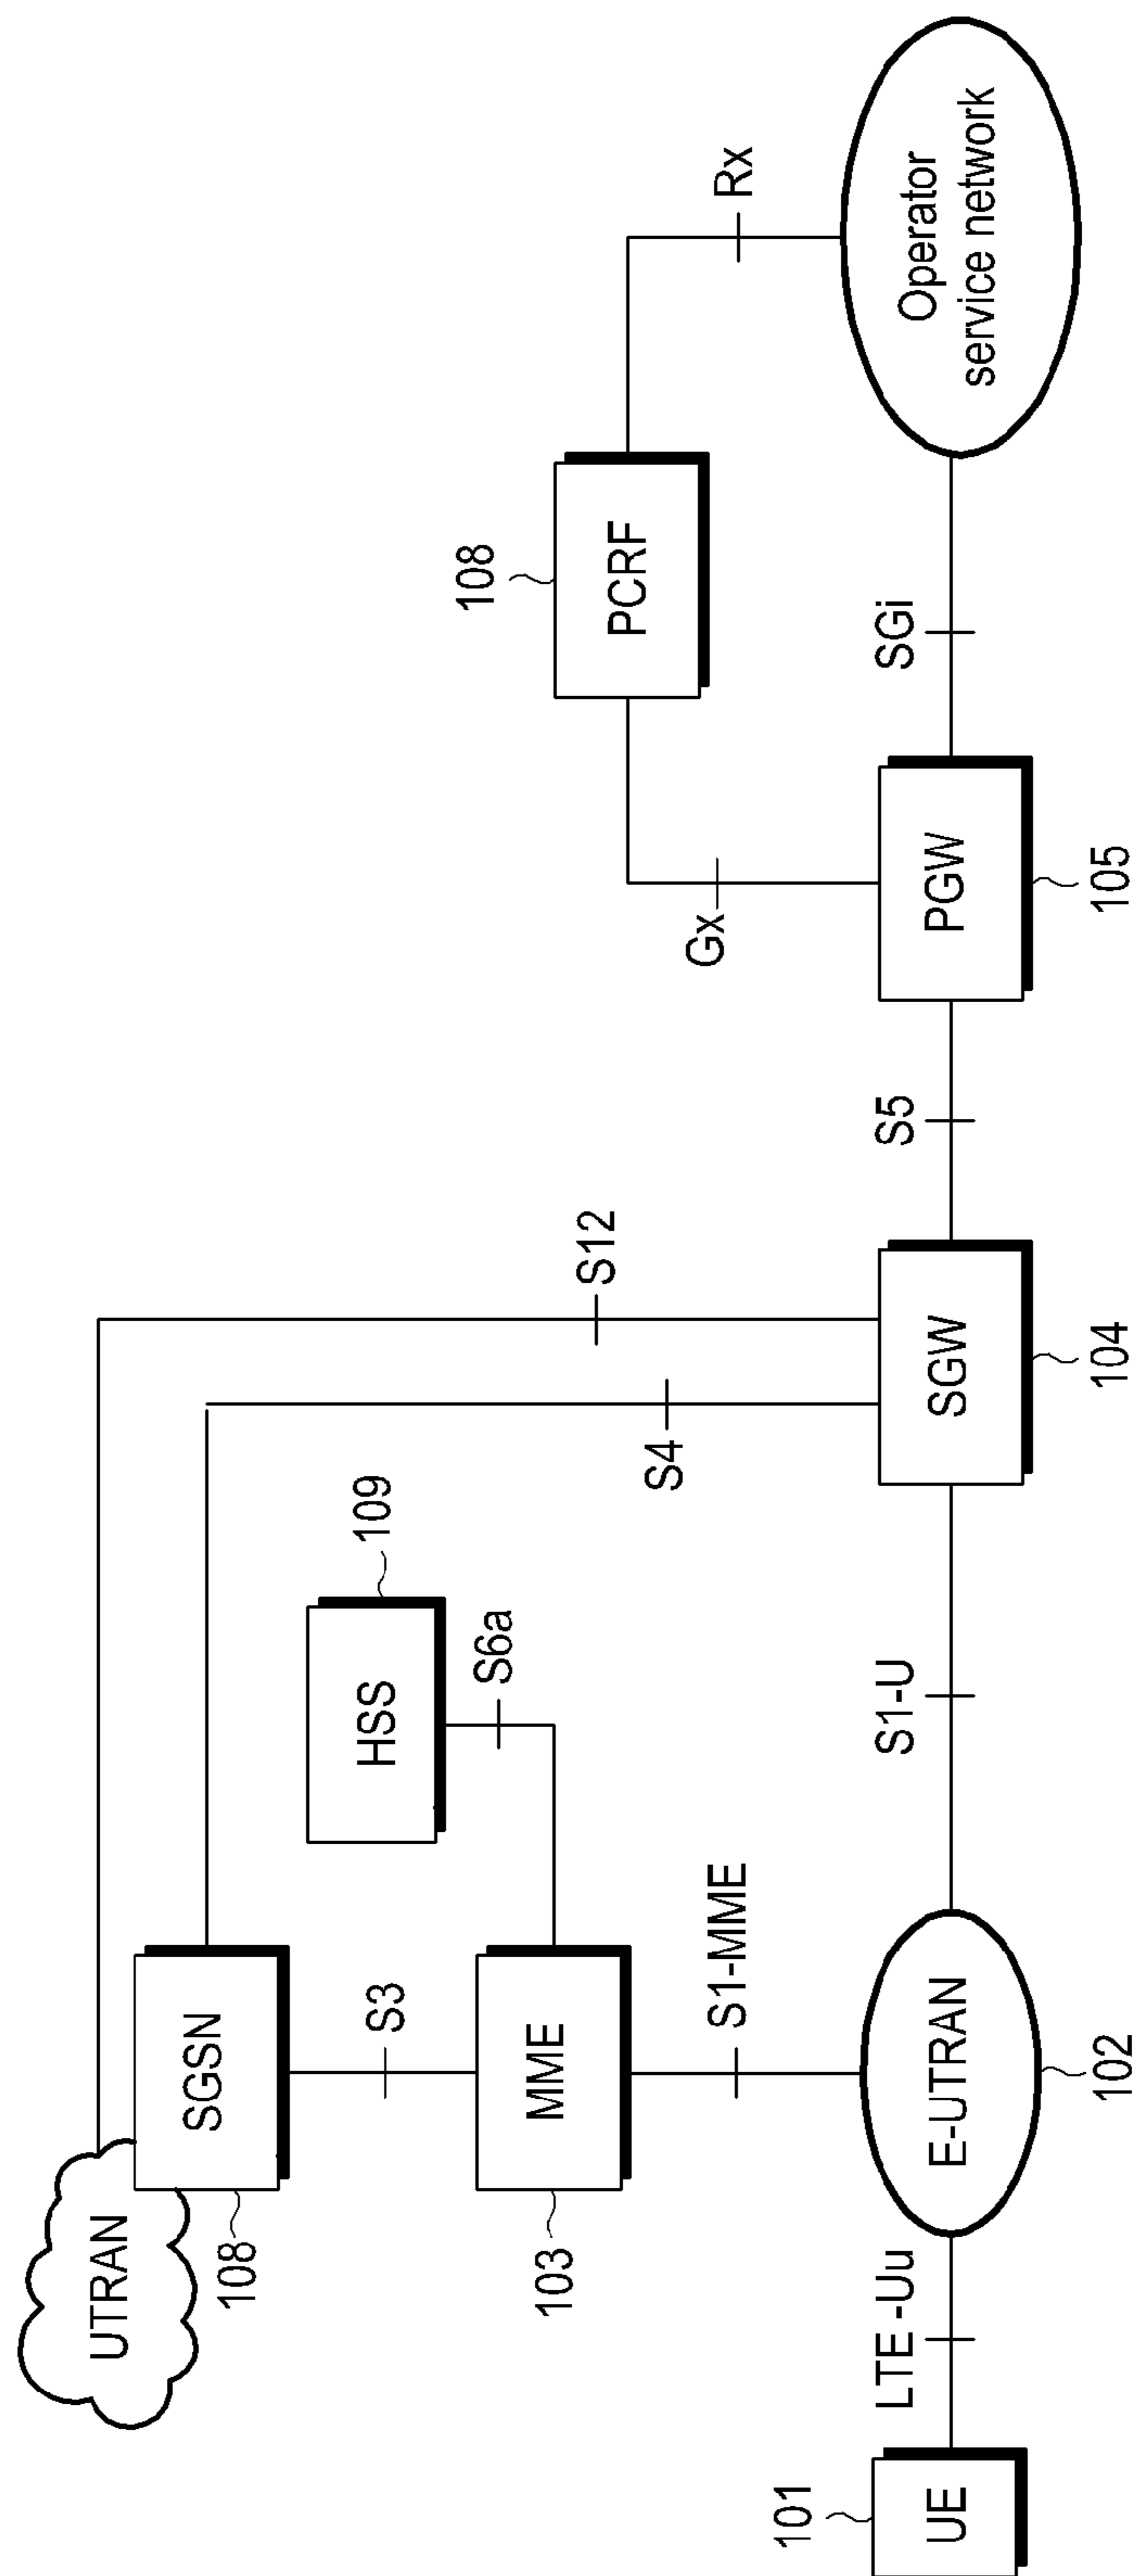 UTRAN
SGSN
108
S3
MME
103
HSS
109
S6a
S12
S4
S1-MME
UE
101
LTE -Uu
E-UTRAN
102
S1-U
SGW
104
S5
PGW
105
Gx
PCRF
108
Rx
SGi
Operator
service network